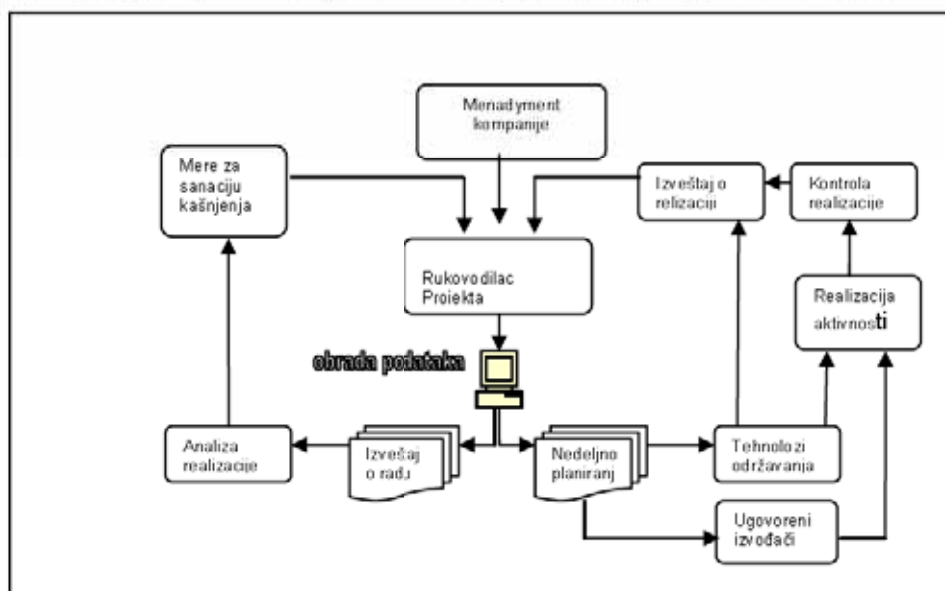 Menadyment
kompanije
Mere za
sanaciju
kašnjenja
Izveštaj o
relizaciji
Kontrola
realizacije
Rukovodilac
Proiekta
Realizacija
aktivnosti
obrada podataka
Analiza
realizacije
Izvešaj
o radu
Nedeljno
planiranj
Tehnolozi
održavanja
Ugovoreni
izvođači